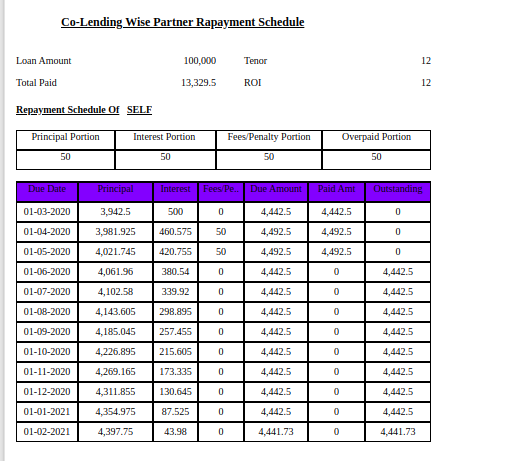 Co-Lending Wise Partner Rapayment Schedule
Loan Amount 100,000 Tenor 12
Total Paid 13,329.5 ROI 12
Repayment Schedule Of SELF
Principal Portion Interest Portion Fees/Penalty Portion Overpaid Portion
50 50 50 50
Due Date Principal Interest Fees/Pe. Due Amount Paid Amt Outstanding
01-03-2020 3,942.5 500 0 4,442.5 4,442.5 0
01-04-2020 3,981.925 460.575 50 4,492.5 4,492.5 0
01-05-2020 4,021.745 420.755 50 4,492.5 4,492.5 0
01-06-2020 4,061.96 380.54 0 4,442.5 0 4,442.5
01-07-2020 4,102.58 339.92 0 4,442.5 0 4,442.5
01-08-2020 4,143.605 298.895 0 4,442.5 0 4,442.5
01-09-2020 4,185.045 257.455 0 4,442.5 0 4,442.5
01-10-2020 4,226.895 215.605 0 4,442.5 0 4,442.5
01-11-2020 4,269.165 173.335 0 4,442.5 0 4,442.5
01-12-2020 4,311.855 130.645 0 4,442.5 0 4,442.5
01-01-2021 4,354.975 87.525 0 4,442.5 0 4,442.5
01-02-2021 4,397.75 43.98 0 4,441.73 0 4,441.73